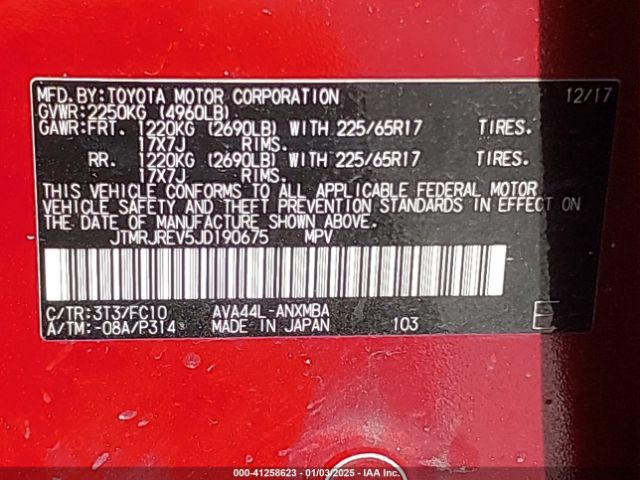 MFD.BY:TOYOTA MOTOR CORPORATION 12/17
GVWR:2250KG (4960LB)
GAWR:FRT. 1220KG (2690LB) WITH 225/65R17 TIRES.
17X7J RIMS.
RR. 1220KG (2690LB) WITH 225/65R17 TIRES.
17X7J RIMS.
THIS VEHICLE CONFORMS TO ALL APPLICABLE FEDERAL MOTOR
VEHICLE SAFETY AND THEFT PREVENTION STANDARDS IN EFFECT ON
THE DATE OF MANUFACTURE SHOWN ABOVE.
JTMRJREV5JD190675 MPV
C/TR:3T3/FC10 AVA44L-ANXMBA
A/TM:-08A/P314 MADE IN JAPAN 103
000-41258623 - 01/03/2025 - IAA Inc.